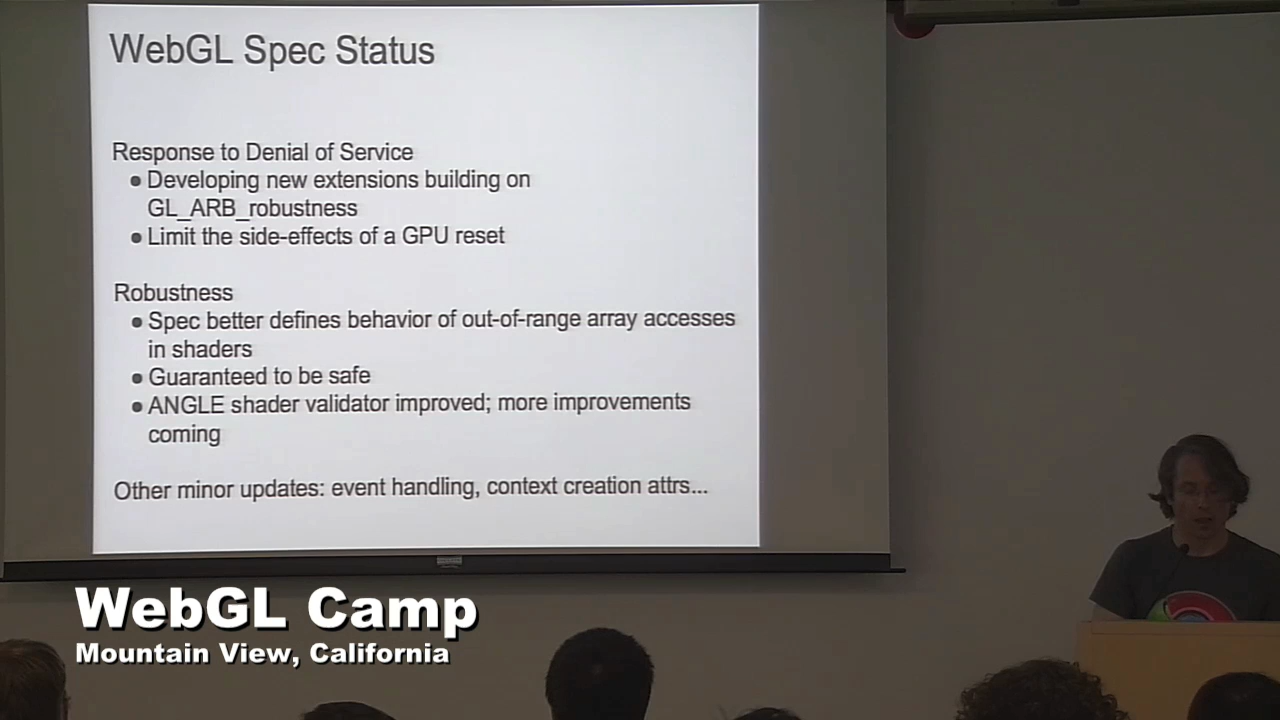 WebGL Spec Status
Response to Denial of Service
● Developing new extensions building on
GL_ARB_robustness
● Limit the side-effects of a GPU reset
Robustness
● Spec better defines behavior of out-of-range array accesses
in shaders
● Guaranteed to be safe
● ANGLE shader validator improved; more improvements
coming
Other minor updates: event handling, context creation attrs...
WebGL Camp
Mountain View, California